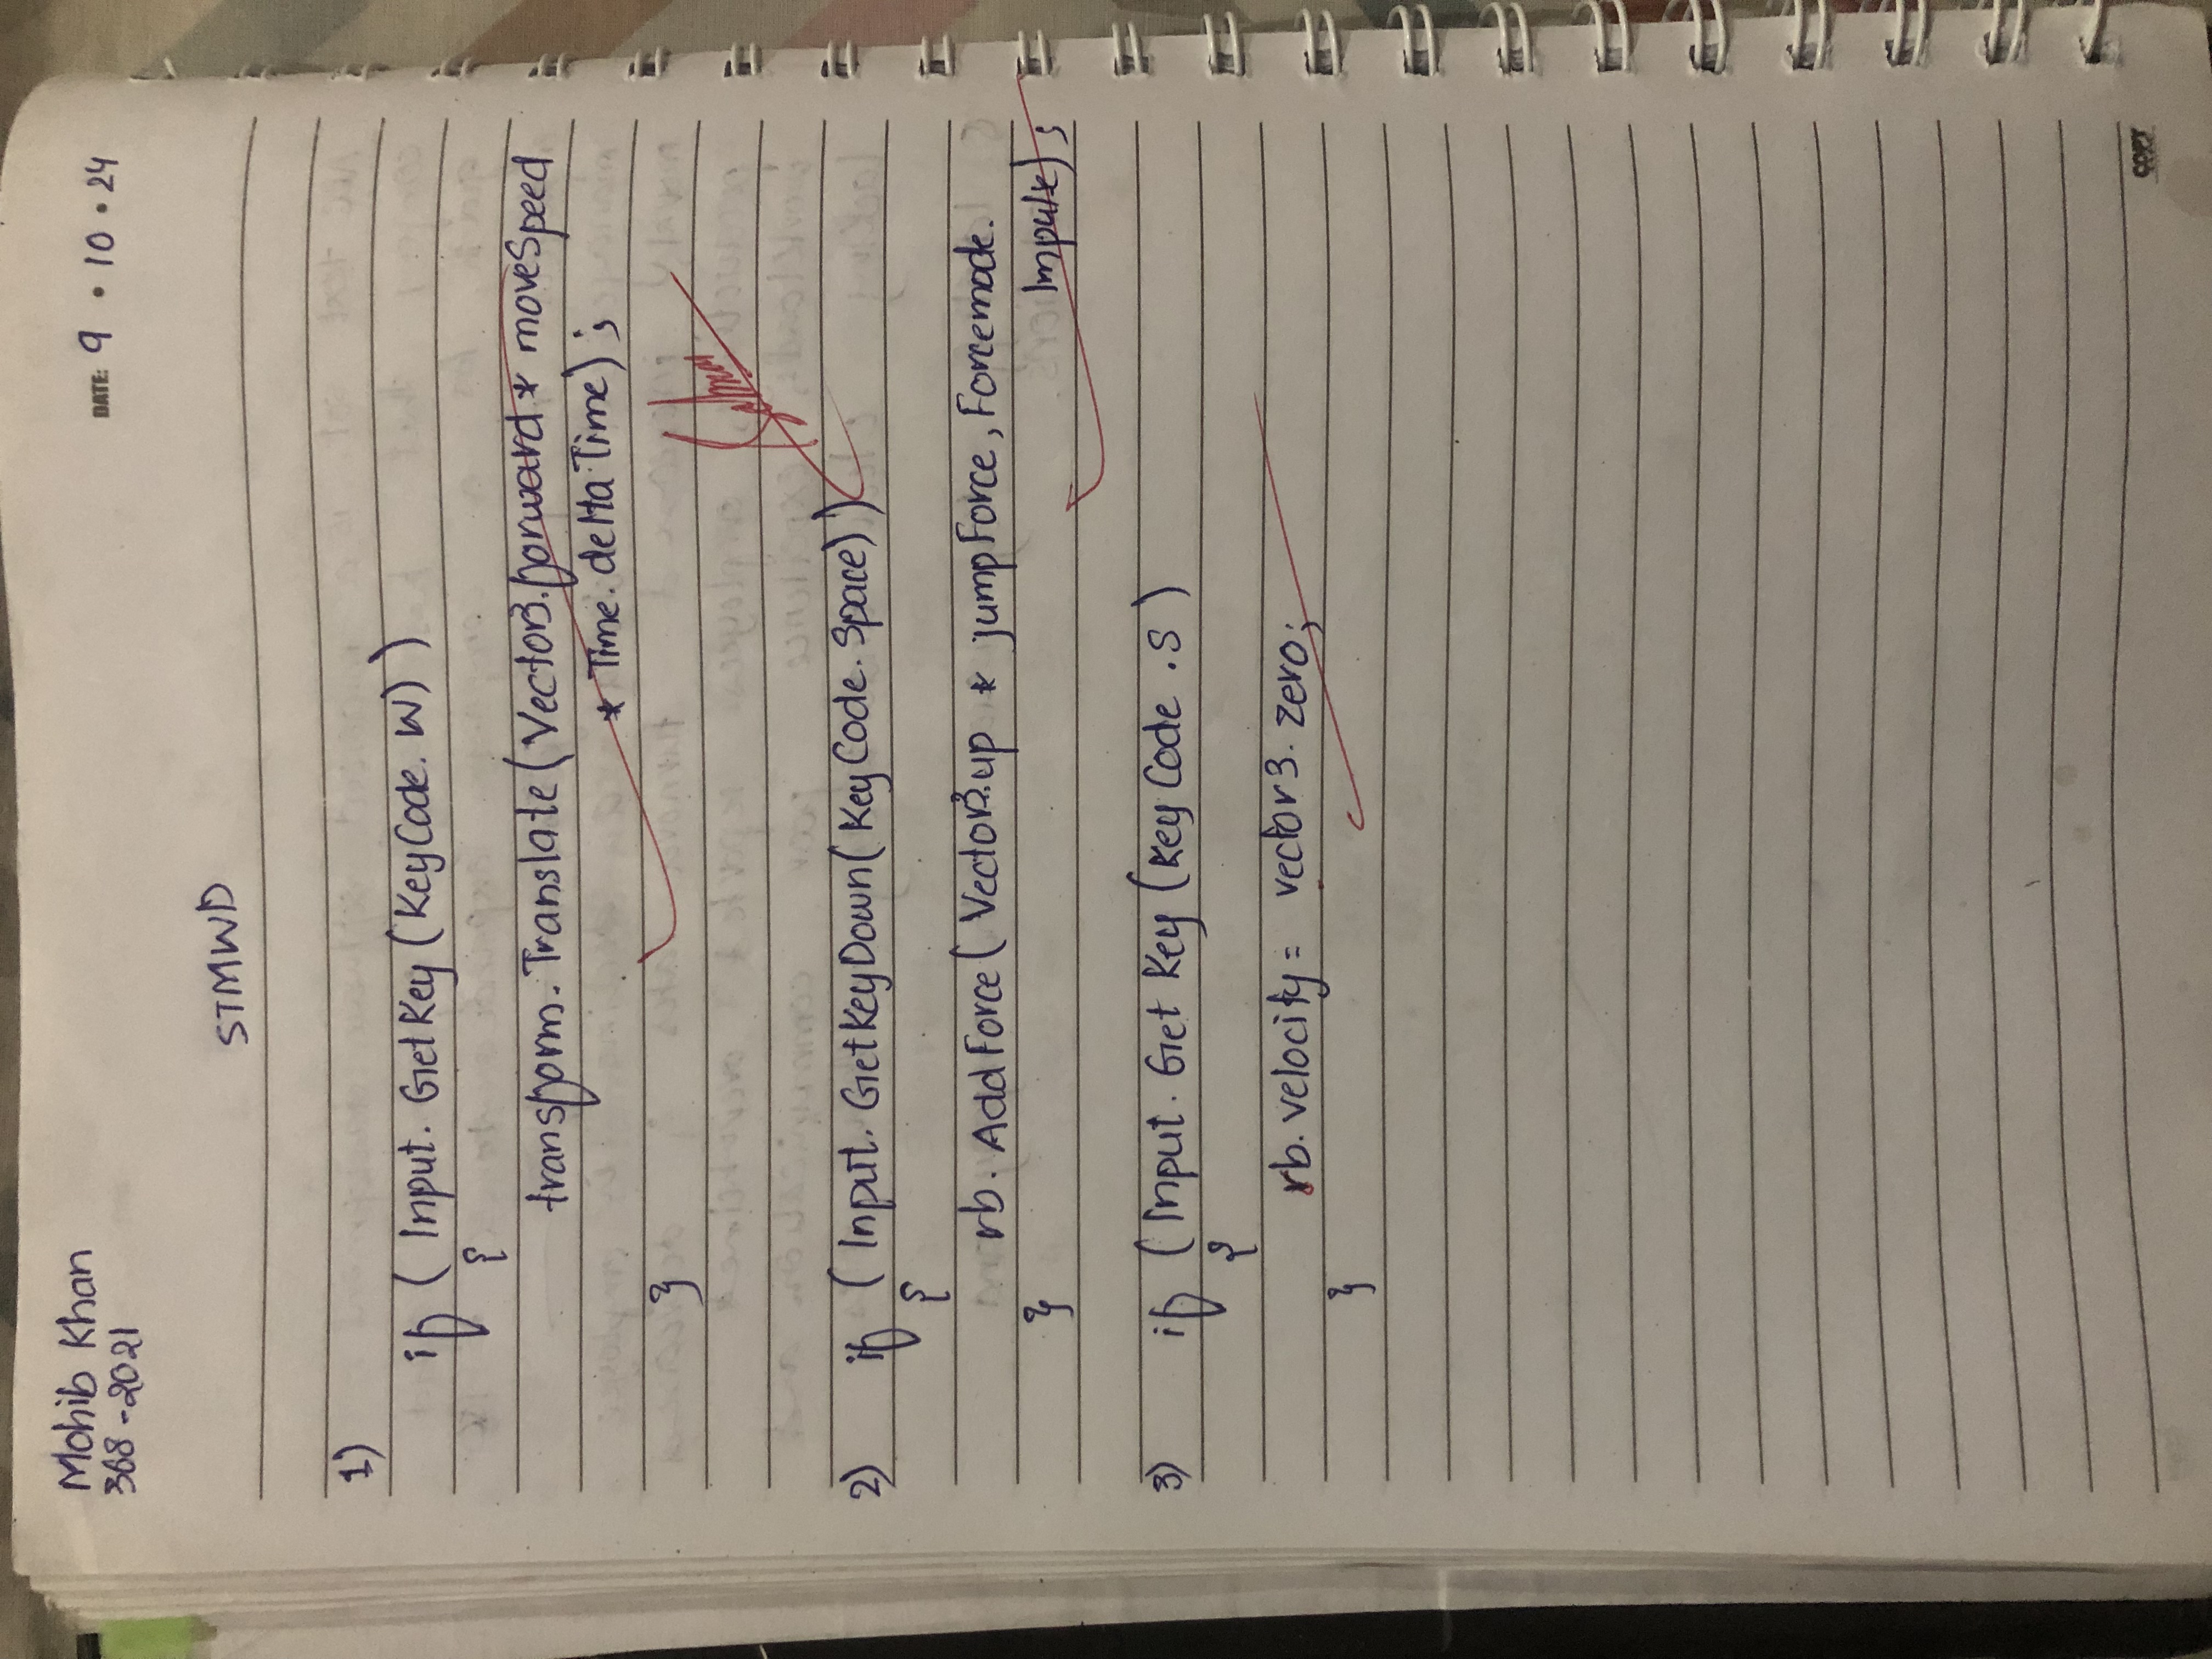 Mohib Khan
368-2021
DATE: 9 • 10 • 24
STMWD
1)
if ( Input. GetKey (KeyCode. W) )
{
transform. Translate (Vector3.forward * moveSpeed
* Time. deltaTime) ;
}
2) if ( Input. GetKeyDown( KeyCode. Space) )
{
rb. AddForce ( Vector3.up * jumpForce, Forcemode.
Impulse) ;
}
3) if ( Input. Get Key (Key Code .S )
{
rb. velocity = vector3. zero;
}
COPY